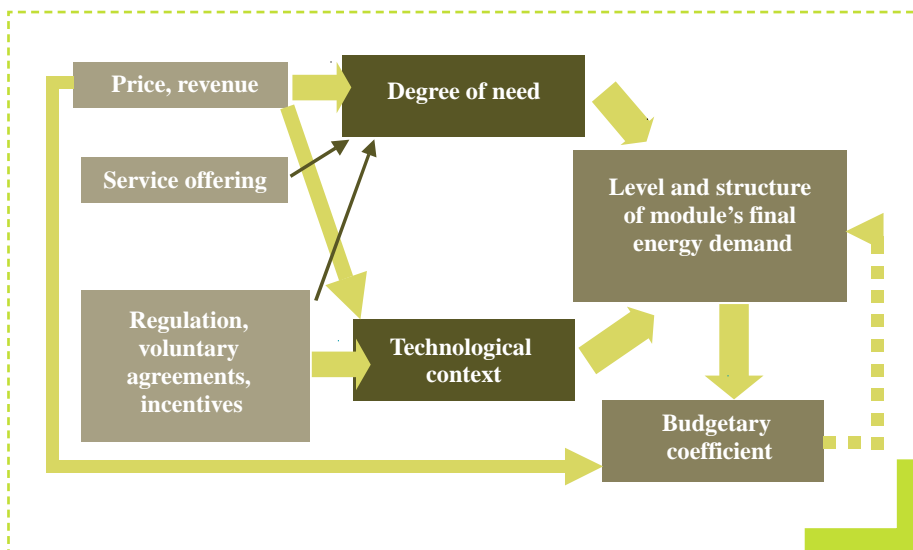 Price, revenue
Degree of need
Service offering
Level and structure
of module’s final
energy demand
Regulation,
voluntary
agreements,
incentives
Technological
context
Budgetary
coefficient